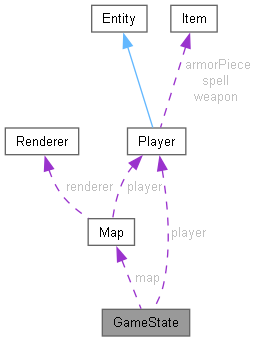 Entity
Item
armorPiece
spell
weapon
Renderer
Player
renderer
player
player
Map
map
GameState